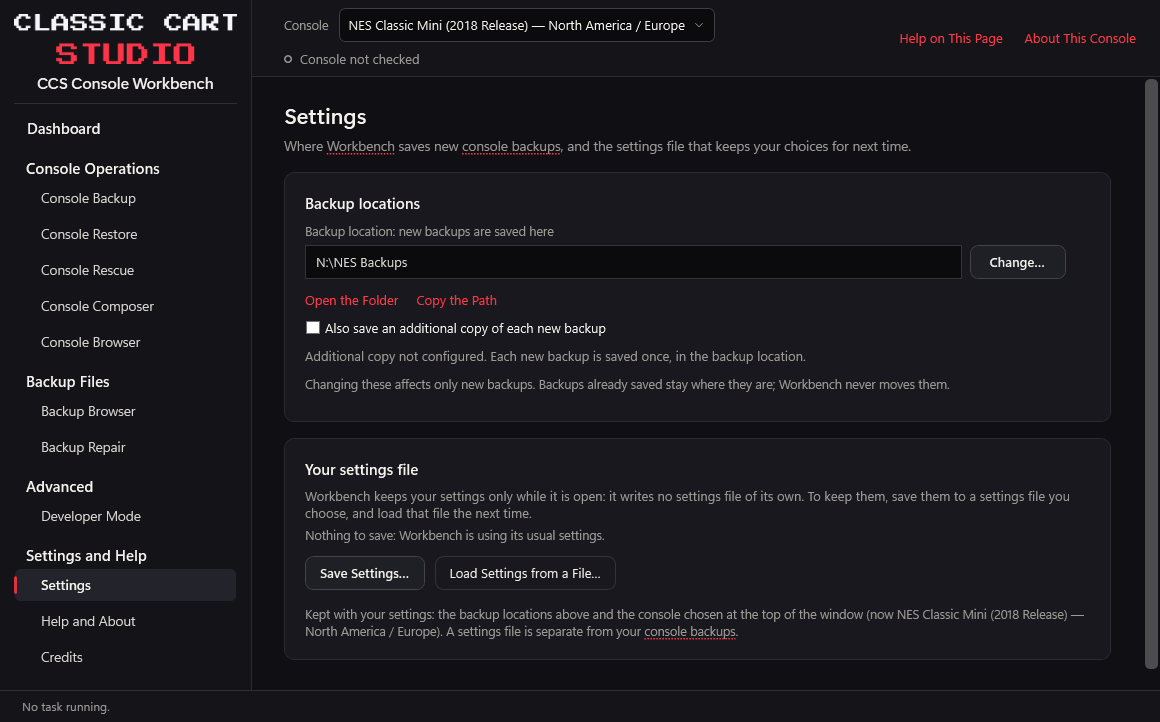 CLASSIC CART
STUDIO
CCS Console Workbench
Dashboard
Console Operations
Console Backup
Console Restore
Console Rescue
Console Composer
Console Browser
Backup Files
Backup Browser
Backup Repair
Advanced
Developer Mode
Settings and Help
Settings
Help and About
Credits
Console
NES Classic Mini (2018 Release) — North America / Europe
Console not checked
Help on This Page
About This Console
Settings
Where Workbench saves new console backups, and the settings file that keeps your choices for next time.
Backup locations
Backup location: new backups are saved here
N:\NES Backups
Change...
Open the Folder
Copy the Path
Also save an additional copy of each new backup
Additional copy not configured. Each new backup is saved once, in the backup location.
Changing these affects only new backups. Backups already saved stay where they are; Workbench never moves them.
Your settings file
Workbench keeps your settings only while it is open: it writes no settings file of its own. To keep them, save them to a settings file you
choose, and load that file the next time.
Nothing to save: Workbench is using its usual settings.
Save Settings...
Load Settings from a File...
Kept with your settings: the backup locations above and the console chosen at the top of the window (now NES Classic Mini (2018 Release) —
North America / Europe). A settings file is separate from your console backups.
No task running.